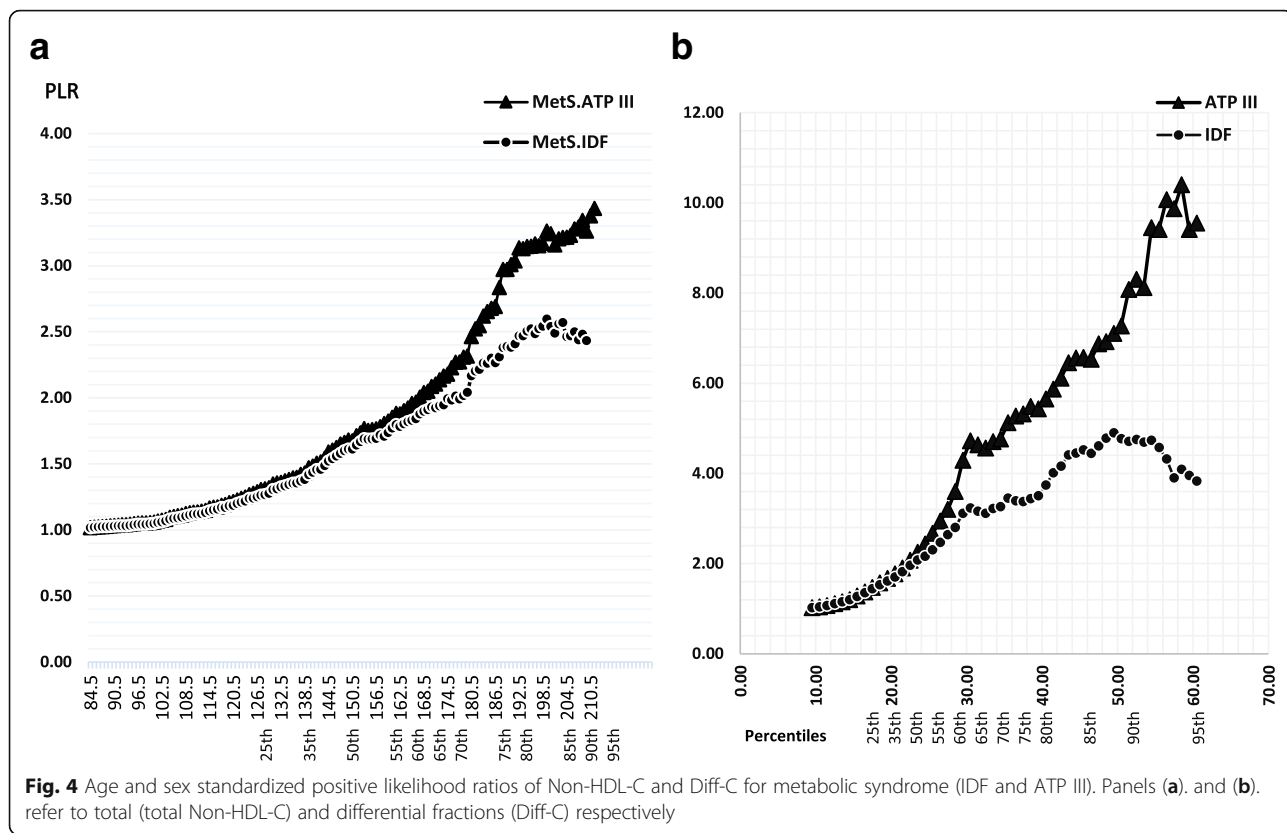 a
PLR
MetS.ATP III
MetS.IDF
4.00
3.50
3.00
2.50
2.00
1.50
1.00
0.50
0.00
84.5
90.5
96.5
102.5
108.5
114.5
120.5
126.5
132.5
138.5
144.5
150.5
156.5
162.5
168.5
174.5
180.5
186.5
192.5
198.5
204.5
210.5
25th
35th
50th
55th
60th
65th
70th
75th
80th
85th
90th
95th
b
ATP III
IDF
12.00
10.00
8.00
6.00
4.00
2.00
0.00
0.00
10.00
20.00
30.00
40.00
50.00
60.00
70.00
Percentiles
25th
35th
50th
55th
60th
65th
70th
75th
80th
85th
90th
95th
Fig. 4 Age and sex standardized positive likelihood ratios of Non-HDL-C and Diff-C for metabolic syndrome (IDF and ATP III). Panels (a). and (b).
refer to total (total Non-HDL-C) and differential fractions (Diff-C) respectively